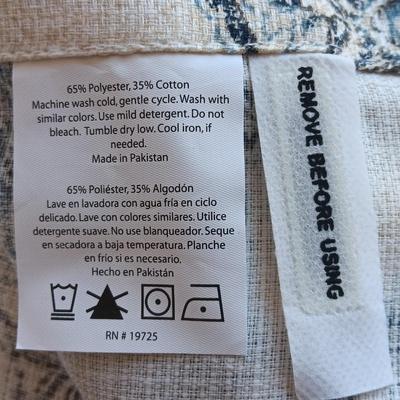 65% Polyester, 35% Cotton
Machine wash cold, gentle cycle. Wash with
similar colors. Use mild detergent. Do not
bleach. Tumble dry low. Cool iron, if
needed.
Made in Pakistan
65% Poliéster, 35% Algodón
Lave en lavadora con agua fría en ciclo
delicado. Lave con colores similares. Utilice
detergente suave. No use blanqueador. Seque
en secadora a baja temperatura. Planche
en frío si es necesario.
Hecho en Pakistán
RN # 19725
REMOVE BEFORE USING